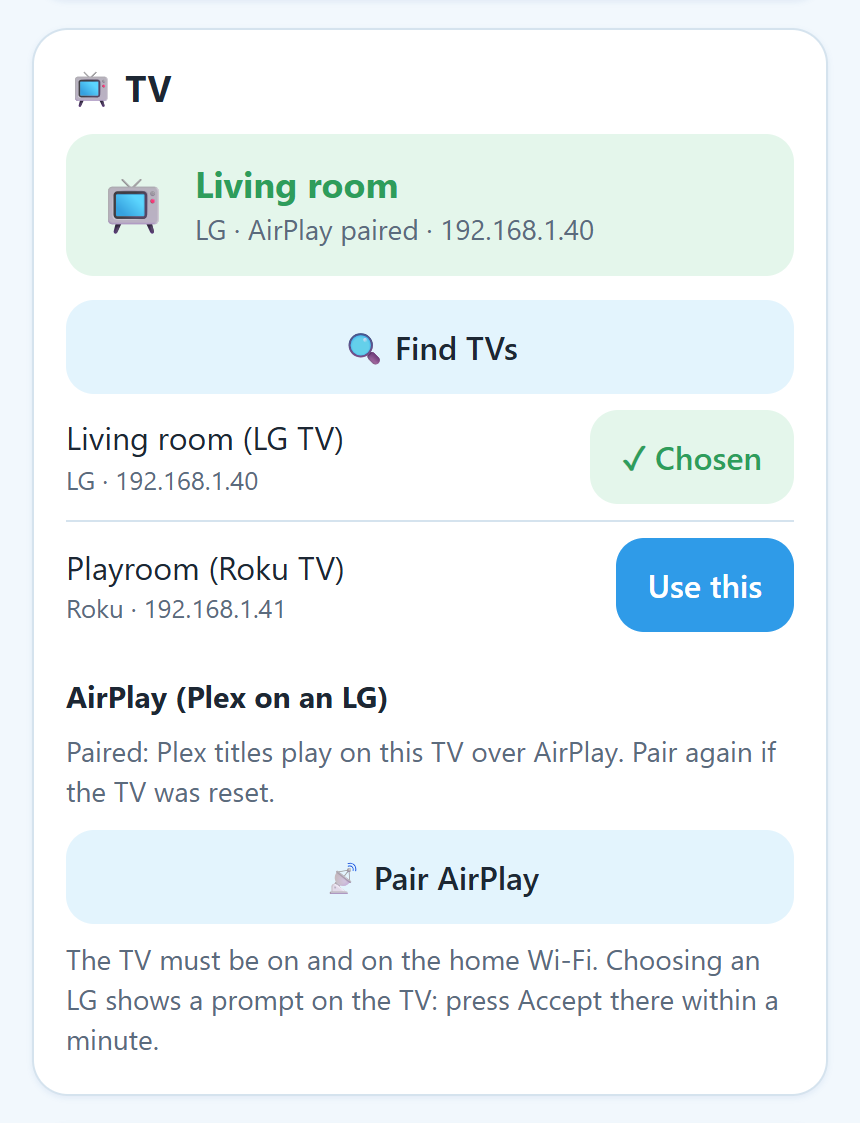 TV
Living room
LG · AirPlay paired · 192.168.1.40
Find TVs
Living room (LG TV)
LG · 192.168.1.40
✓ Chosen
Playroom (Roku TV)
Roku · 192.168.1.41
Use this
AirPlay (Plex on an LG)
Paired: Plex titles play on this TV over AirPlay. Pair again if
the TV was reset.
Pair AirPlay
The TV must be on and on the home Wi-Fi. Choosing an
LG shows a prompt on the TV: press Accept there within a
minute.